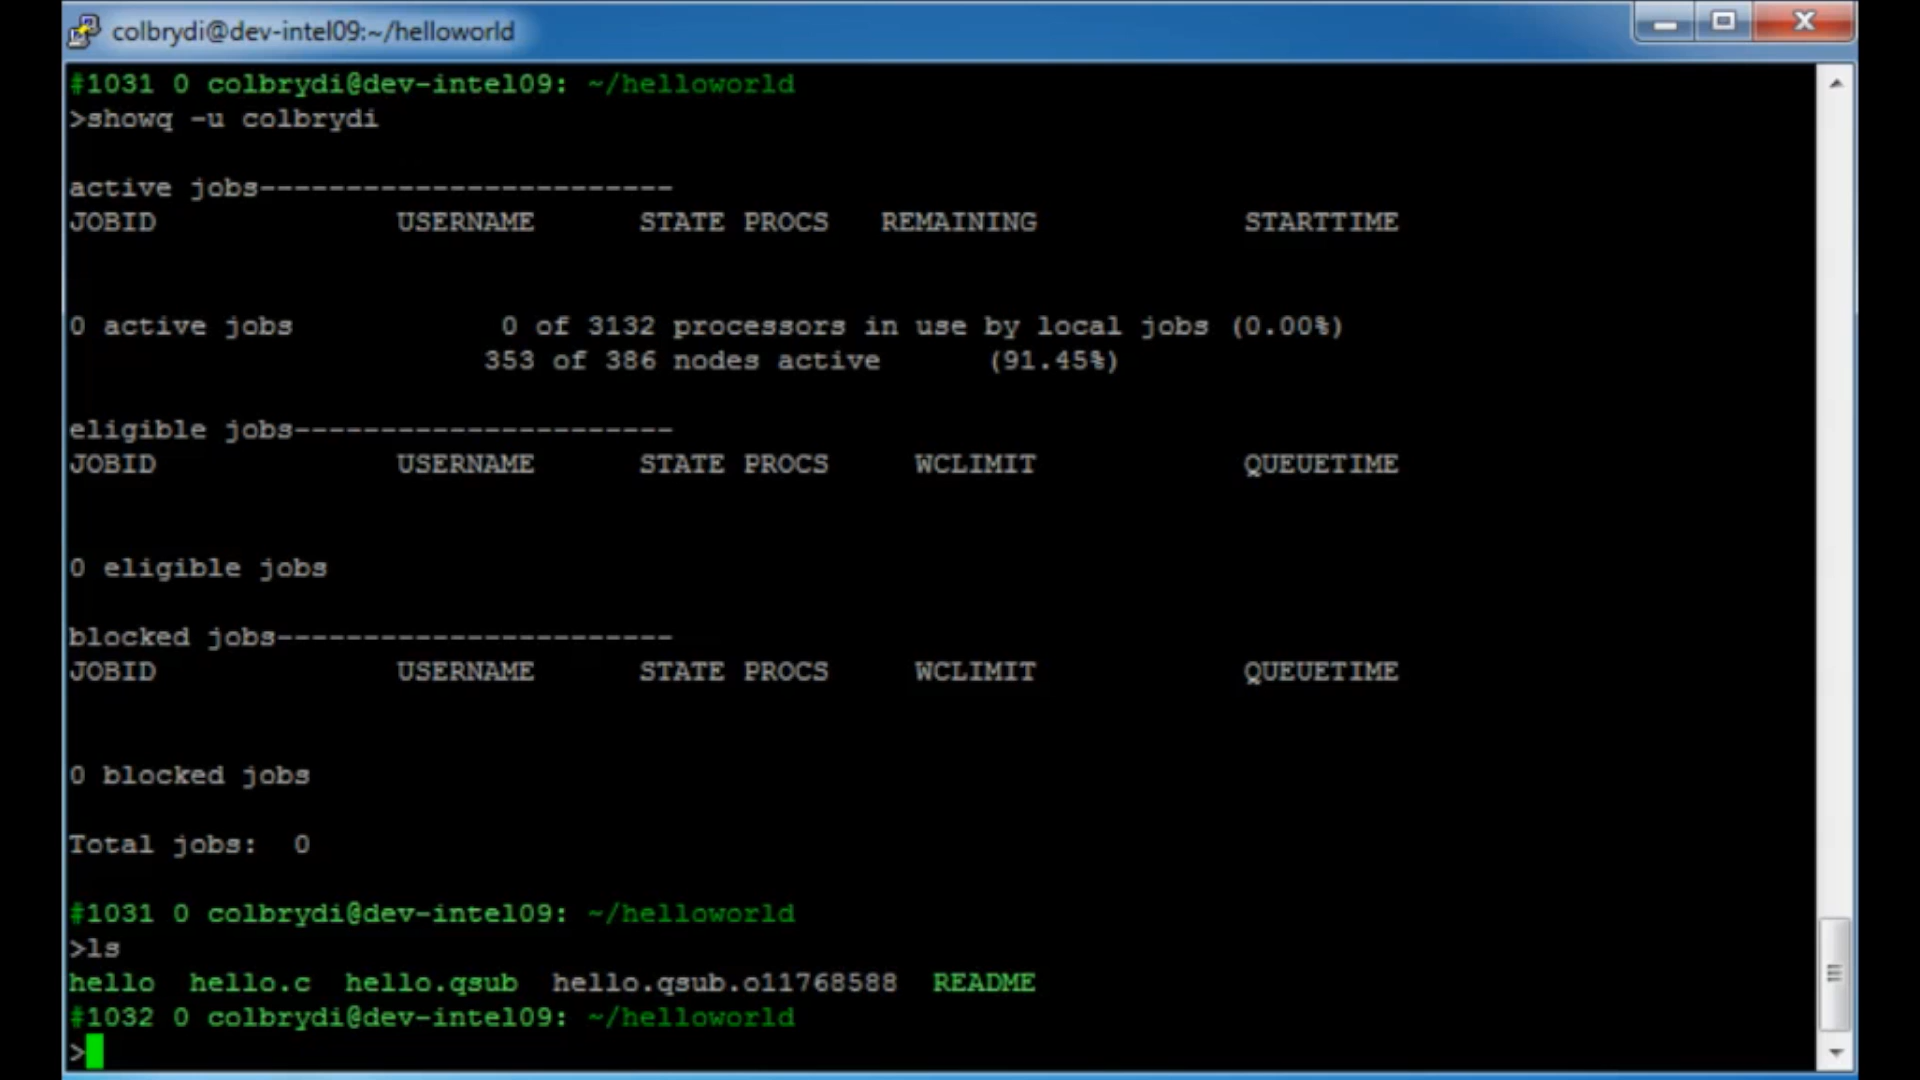 colbrydi@dev-intel09:~/helloworld
#1031 0 colbrydi@dev-intel09: ~/helloworld
>showq -u colbrydi
active jobs------------------------
JOBID USERNAME STATE PROCS REMAINING STARTTIME
0 active jobs 0 of 3132 processors in use by local jobs (0.00%)
353 of 386 nodes active (91.45%)
eligible jobs----------------------
JOBID USERNAME STATE PROCS WCLIMIT QUEUETIME
0 eligible jobs
blocked jobs-----------------------
JOBID USERNAME STATE PROCS WCLIMIT QUEUETIME
0 blocked jobs
Total jobs: 0
#1031 0 colbrydi@dev-intel09: ~/helloworld
>ls
hello hello.c hello.qsub hello.qsub.o11768588 README
#1032 0 colbrydi@dev-intel09: ~/helloworld
>